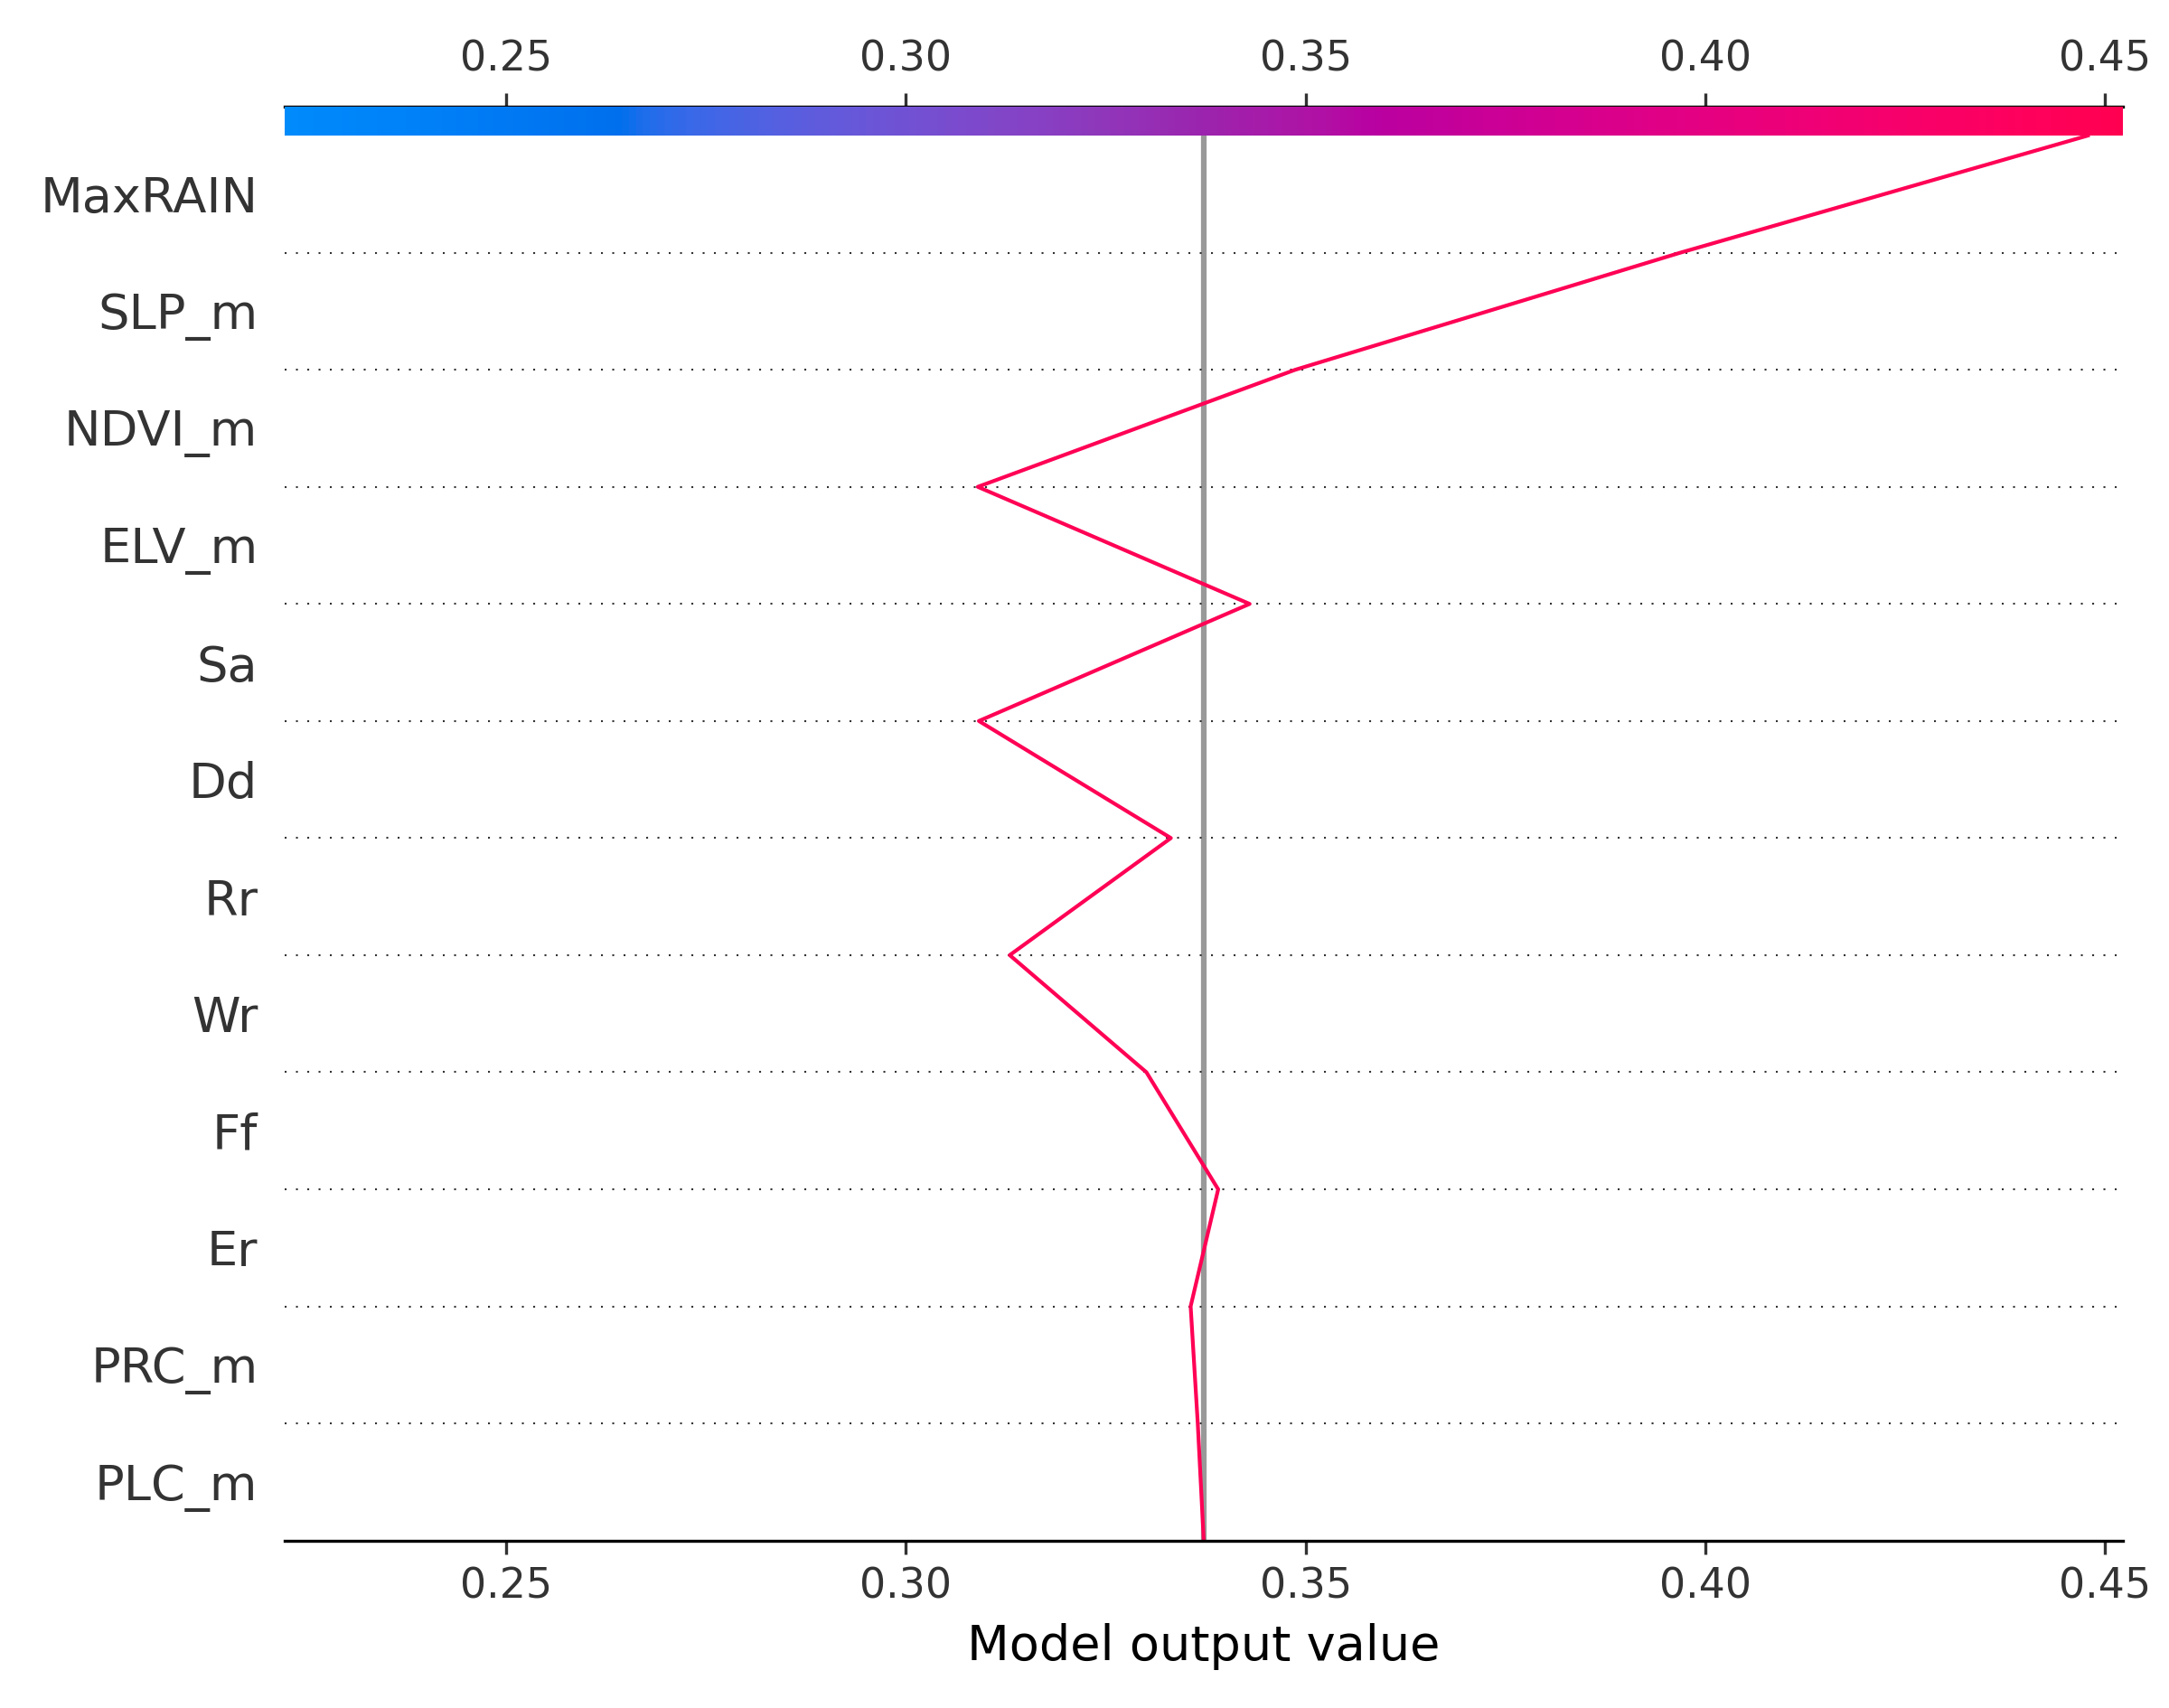 0.25 0.30 0.35 0.40 0.45
MaxRAIN
SLP_m
NDVI_m
ELV_m
Sa
Dd
Rr
Wr
Ff
Er
PRC_m
PLC_m
0.25 0.30 0.35 0.40 0.45
Model output value